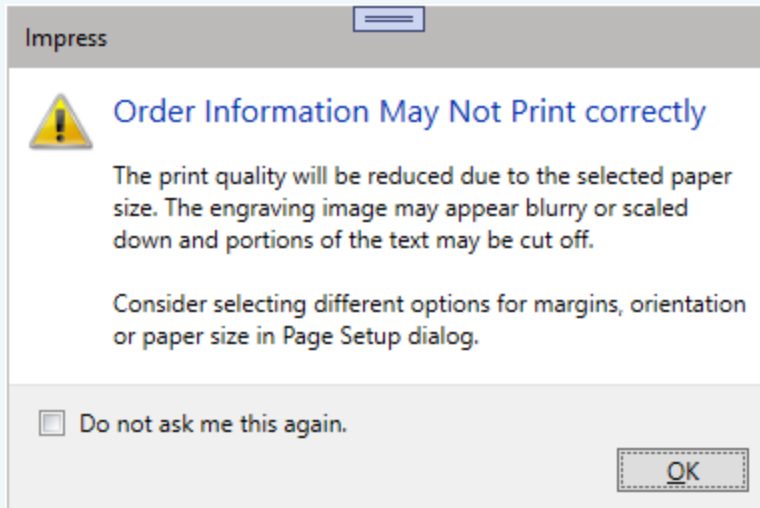 Impress
Order Information May Not Print correctly
The print quality will be reduced due to the selected paper
size. The engraving image may appear blurry or scaled
down and portions of the text may be cut off.
Consider selecting different options for margins, orientation
or paper size in Page Setup dialog.
Do not ask me this again.
OK